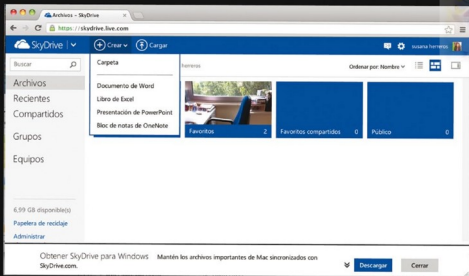 Archivos - SkyDrive
https://skydrive.live.com
SkyDrive
Crear
Cargar
susana herreros
Buscar
Carpeta
Documento de Word
Libro de Excel
Presentación de PowerPoint
Bloc de notas de OneNote
Herreros
Ordenar por: Nombre
Archivos
Recientes
Compartidos
Grupos
Equipos
Favoritos 2
Favoritos compartidos 0
Público 0
6,99 GB disponible(s)
Papelera de reciclaje
Administrar
Obtener SkyDrive para Windows Mantén los archivos importantes de Mac sincronizados con
SkyDrive.com.
Descargar
Cerrar